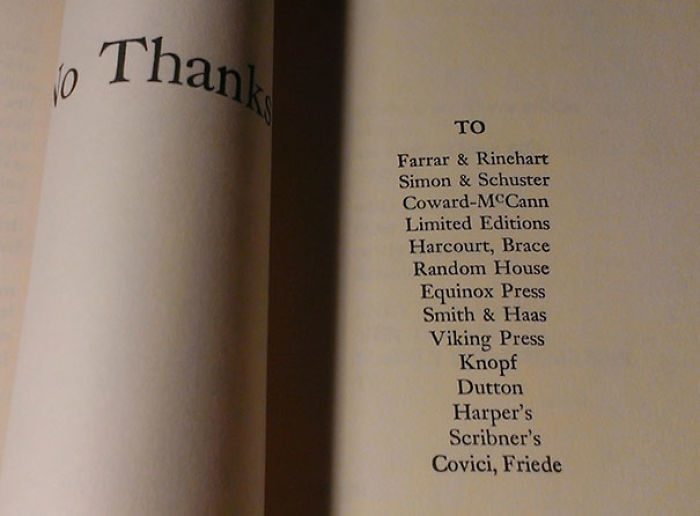 No Thanks
TO
Farrar & Rinehart
Simon & Schuster
Coward-McCann
Limited Editions
Harcourt, Brace
Random House
Equinox Press
Smith & Haas
Viking Press
Knopf
Dutton
Harper's
Scribner's
Covici, Friede